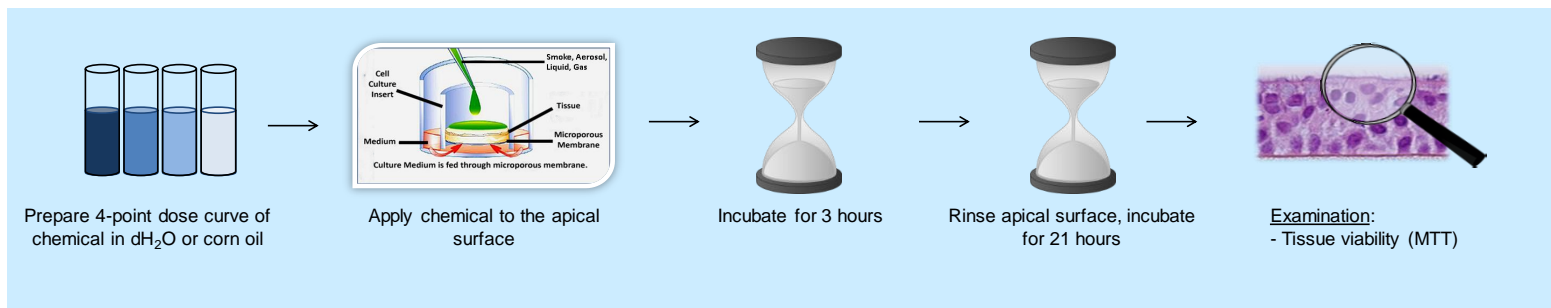 Smoke, Aerosol,
Liquid, Gas
Cell
Culture
Insert
Tissue
Medium
Microporous
Membrane
Culture Medium is fed through microporous membrane.
Prepare 4-point dose curve of
chemical in dH₂O or corn oil
Apply chemical to the apical
surface
Incubate for 3 hours
Rinse apical surface, incubate
for 21 hours
Examination:
- Tissue viability (MTT)